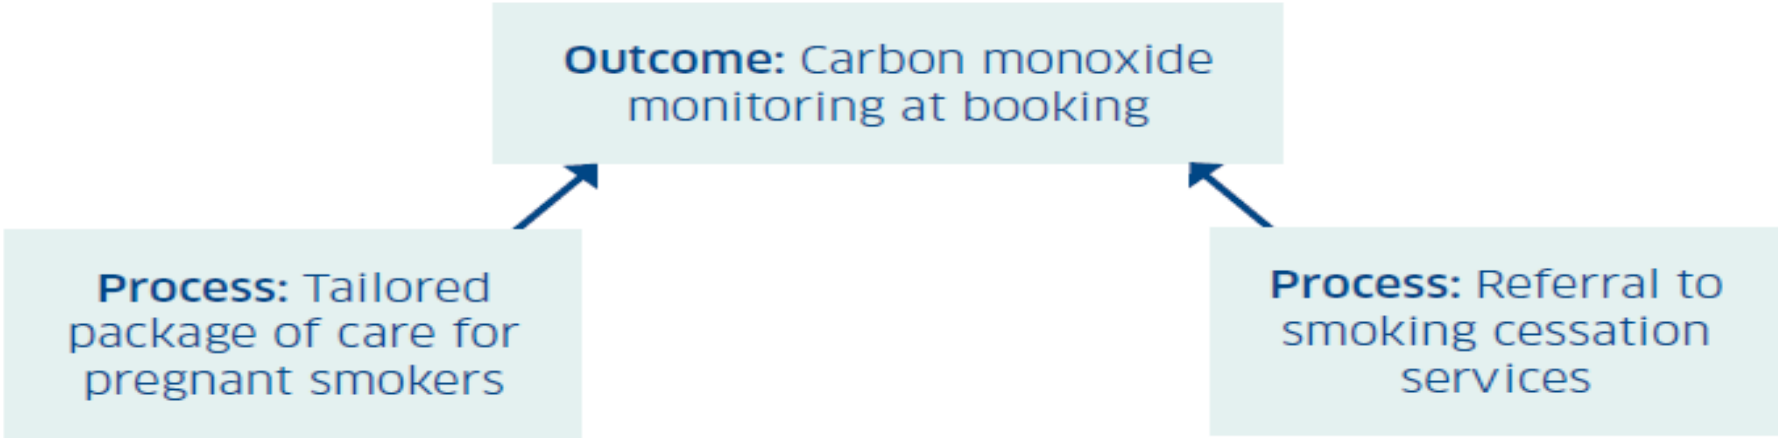 Outcome: Carbon monoxide
monitoring at booking
Process: Tailored
package of care for
pregnant smokers
Process: Referral to
smoking cessation
services